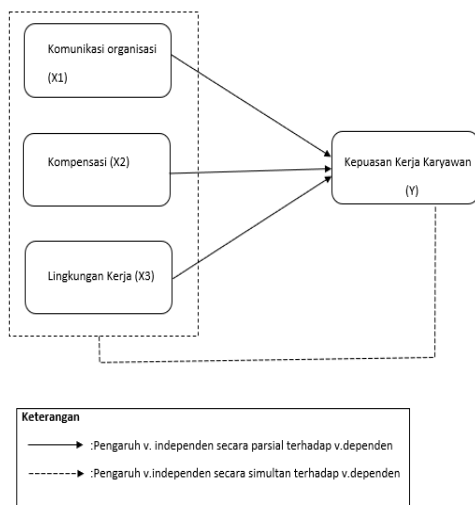 Komunikasi organisasi
(X1)
Kompensasi (X2)
Lingkungan Kerja (X3)
Kepuasan Kerja Karyawan
(Y)
Keterangan
:Pengaruh v. independen secara parsial terhadap v.dependen
:Pengaruh v.independen secara simultan terhadap v.dependen